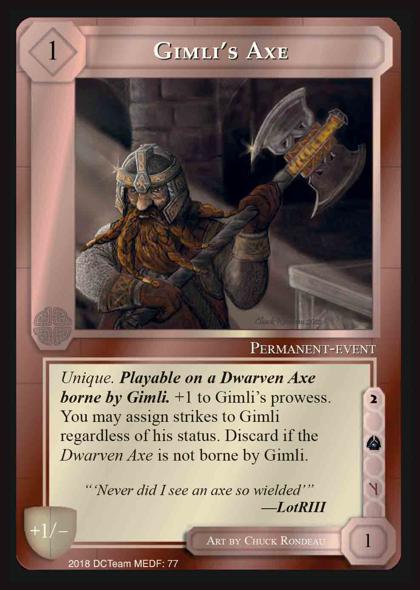 1
GIMLI'S AXE
Chuck Rondeau
PERMANENT-EVENT
Unique. Playable on a Dwarven Axe
borne by Gimli. +1 to Gimli's prowess.
You may assign strikes to Gimli
regardless of his status. Discard if the
Dwarven Axe is not borne by Gimli.
2
“‘Never did I see an axe so wielded’”
—LotRIII
+1/–
ART BY CHUCK RONDEAU
1
2018 DCTeam MEDF: 77